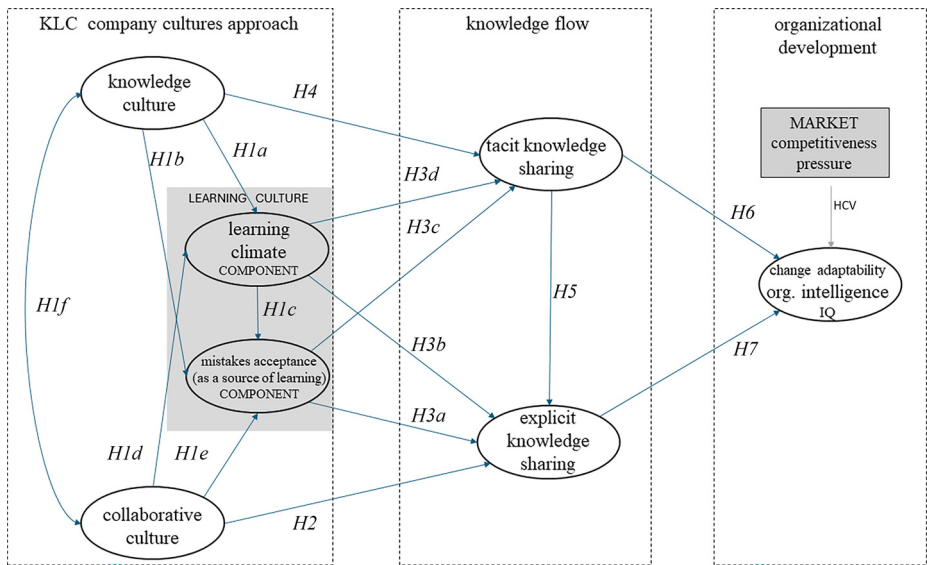 KLC company cultures approach
knowledge flow
organizational
development
knowledge
culture
H4
H1b
H1a
LEARNING CULTURE
learning
climate
COMPONENT
H1c
mistakes acceptance
(as a source of learning)
COMPONENT
H1f
H1d
H1e
collaborative
culture
H2
H3d
H3c
H3b
H3a
tacit knowledge
sharing
H5
explicit
knowledge
sharing
H6
H7
MARKET
competitiveness
pressure
HCV
change adaptability
org. intelligence
IQ